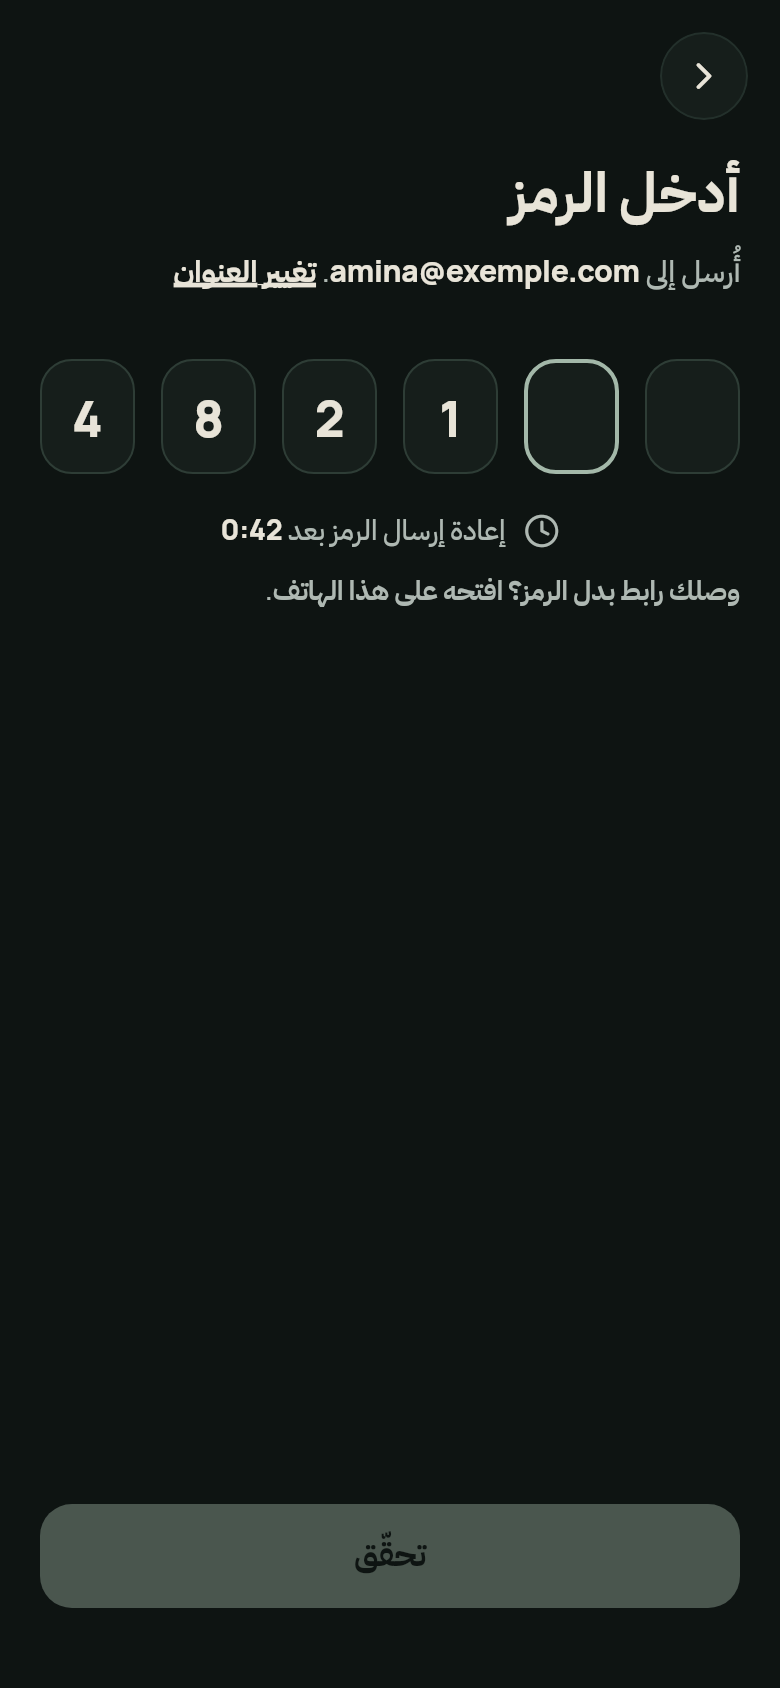 أدخل الرمز
أُرسل إلى amina@exemple.com. تغيير العنوان
4 8 2 1
إعادة إرسال الرمز بعد 0:42
وصلك رابط بدل الرمز؟ افتحه على هذا الهاتف.
تحقّق